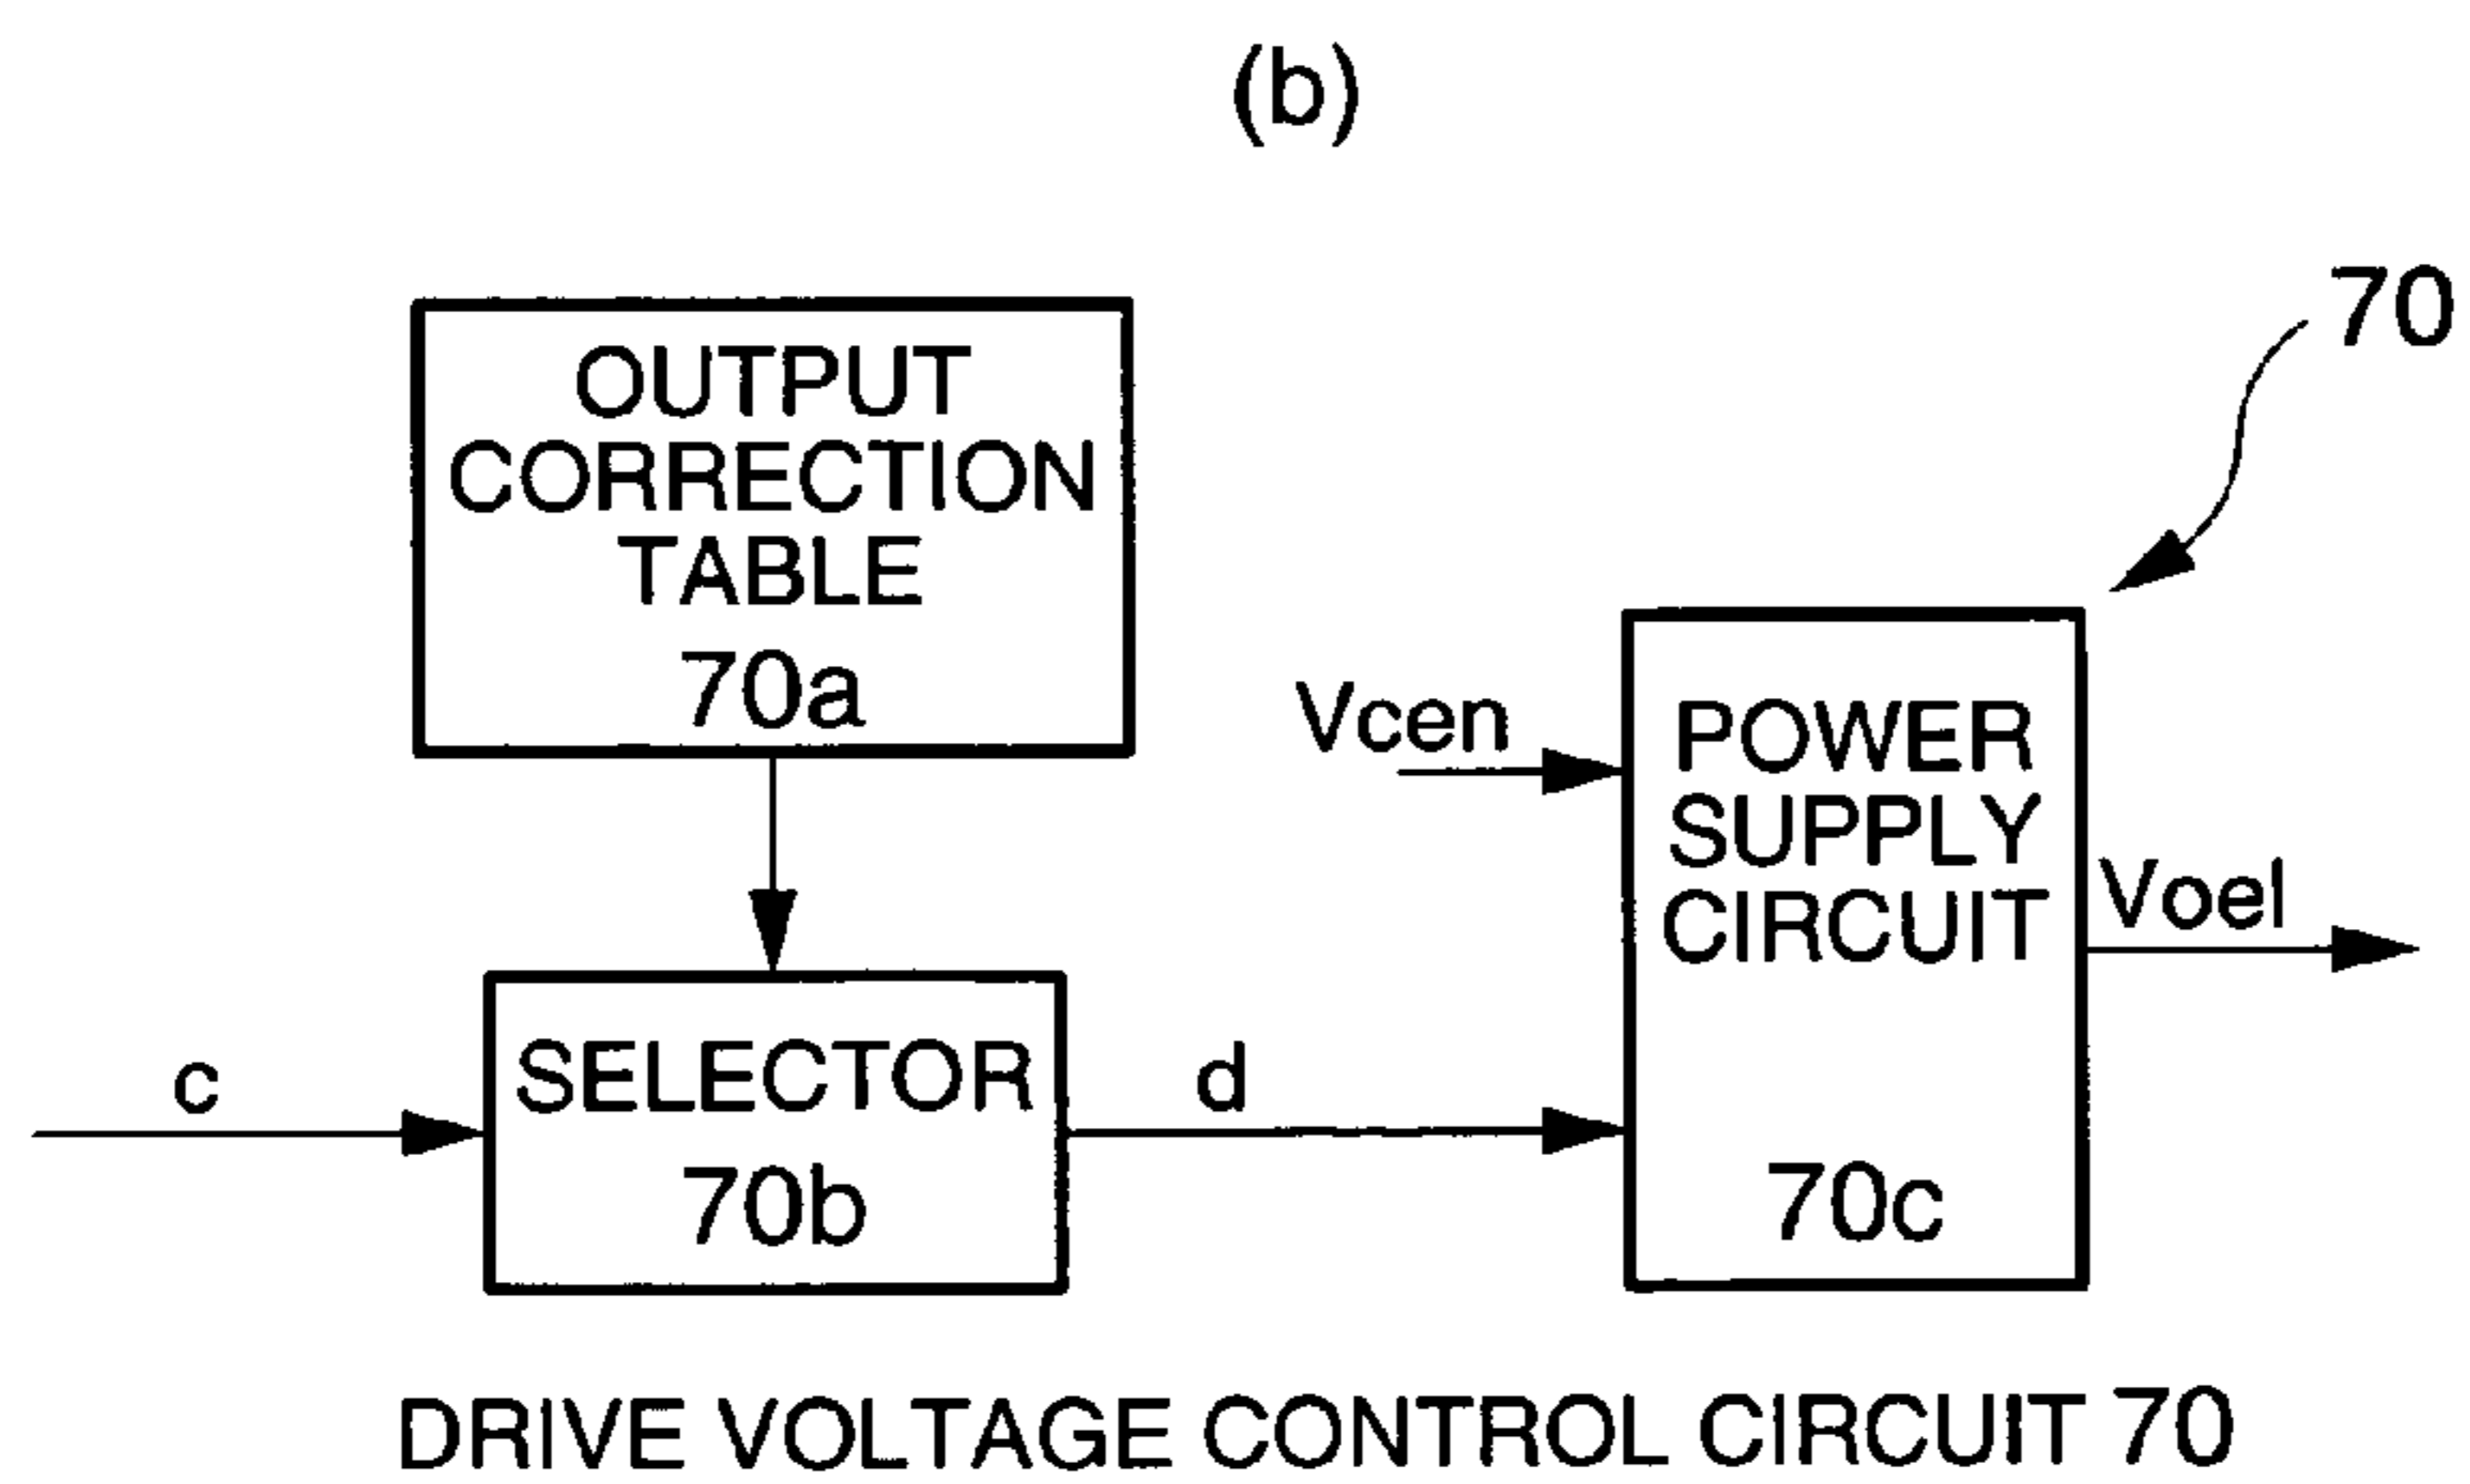 (b)
70
OUTPUT
CORRECTION
TABLE
70a
Vcen
POWER
SUPPLY
CIRCUIT
70c
Voel
c
SELECTOR
70b
d
DRIVE VOLTAGE CONTROL CIRCUIT 70